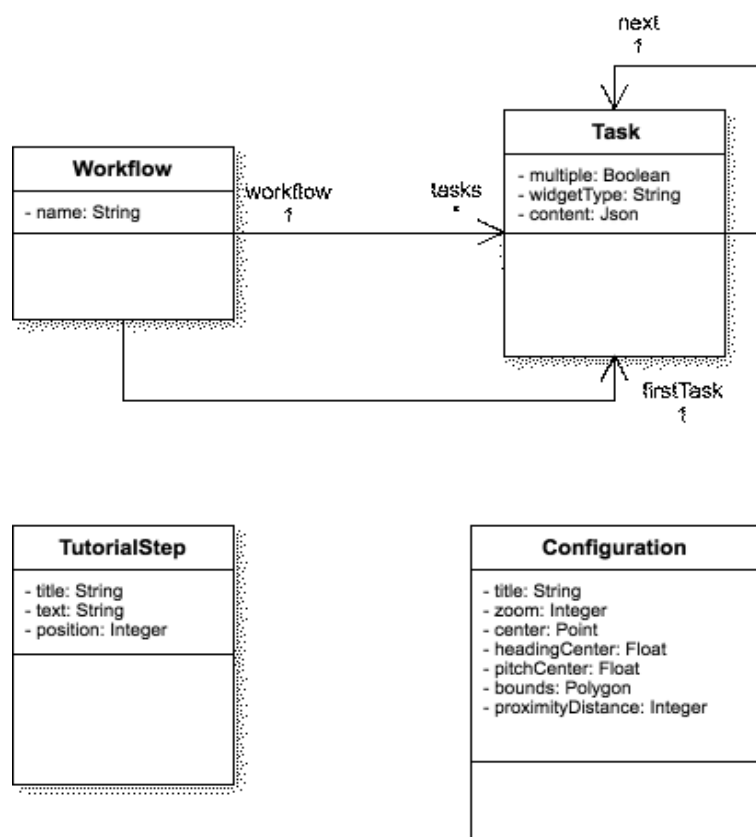 next
1
Task
- multiple: Boolean
- widgetType: String
- content: Json
Workflow
- name: String
workflow
1
tasks
*
firstTask
1
TutorialStep
- title: String
- text: String
- position: Integer
Configuration
- title: String
- zoom: Integer
- center: Point
- headingCenter: Float
- pitchCenter: Float
- bounds: Polygon
- proximityDistance: Integer